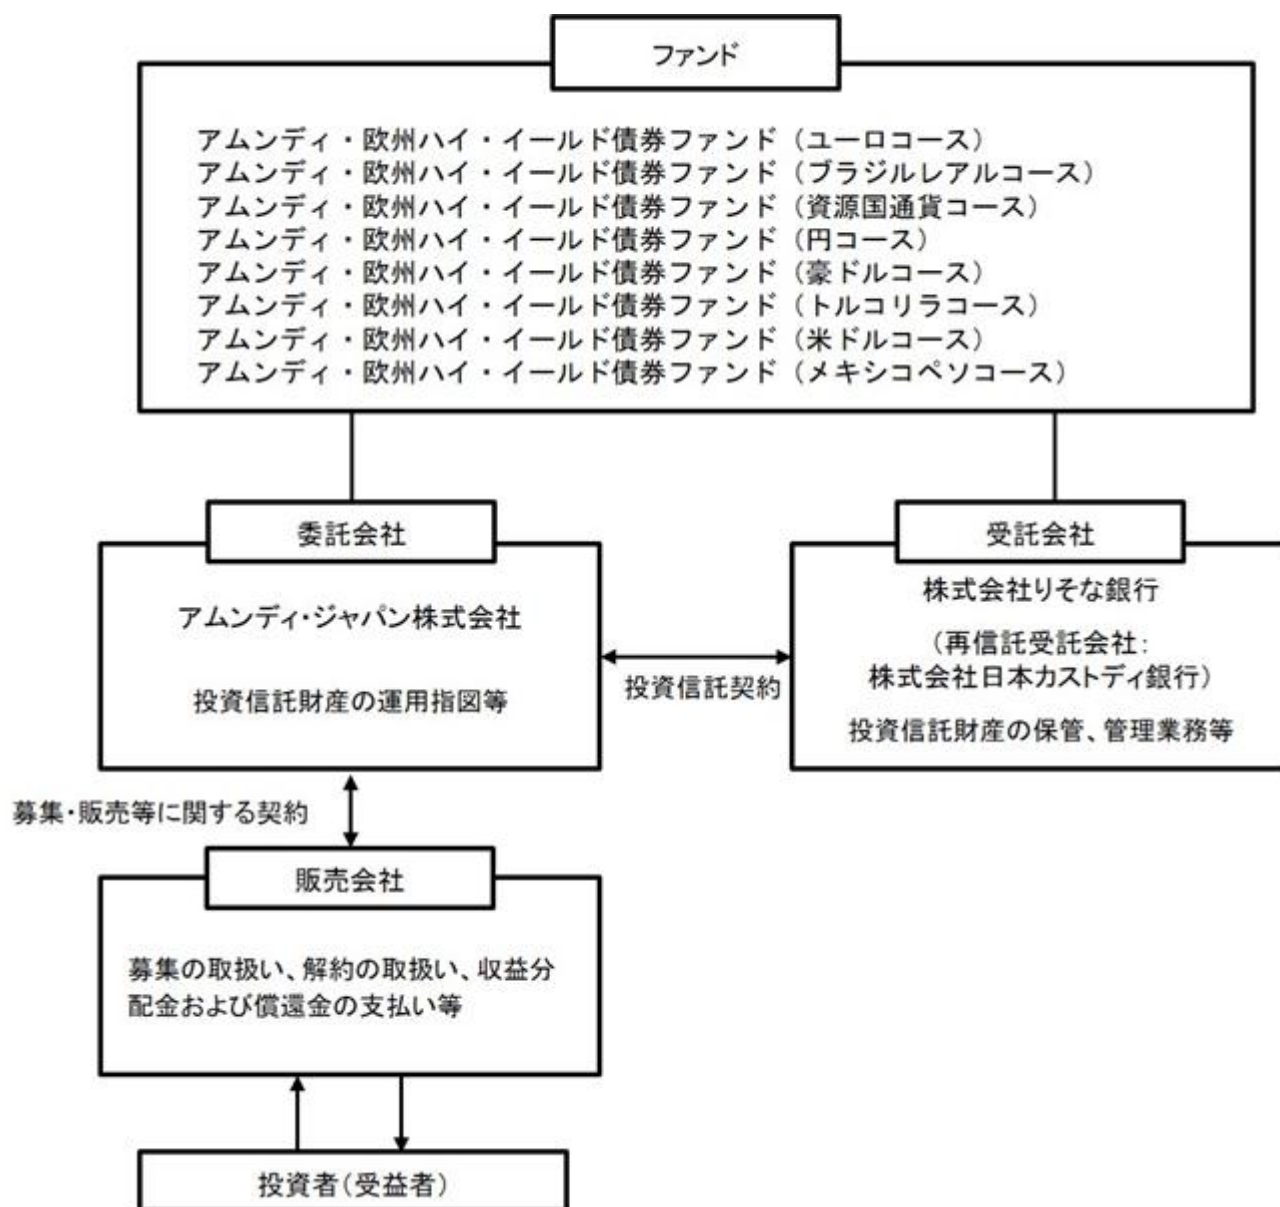 ファンド
アムンディ・欧州ハイ・イールド債券ファンド（ユーロコース）
アムンディ・欧州ハイ・イールド債券ファンド（ブラジルレアルコース）
アムンディ・欧州ハイ・イールド債券ファンド（資源国通貨コース）
アムンディ・欧州ハイ・イールド債券ファンド（円コース）
アムンディ・欧州ハイ・イールド債券ファンド（豪ドルコース）
アムンディ・欧州ハイ・イールド債券ファンド（トルコリラコース）
アムンディ・欧州ハイ・イールド債券ファンド（米ドルコース）
アムンディ・欧州ハイ・イールド債券ファンド（メキシコペソコース）
委託会社
アムンディ・ジャパン株式会社
投資信託財産の運用指図等
投資信託契約
受託会社
株式会社りそな銀行
（再信託受託会社：
株式会社日本カストディ銀行）
投資信託財産の保管、管理業務等
募集・販売等に関する契約
販売会社
募集の取扱い、解約の取扱い、収益分
配金および償還金の支払い等
投資者（受益者）